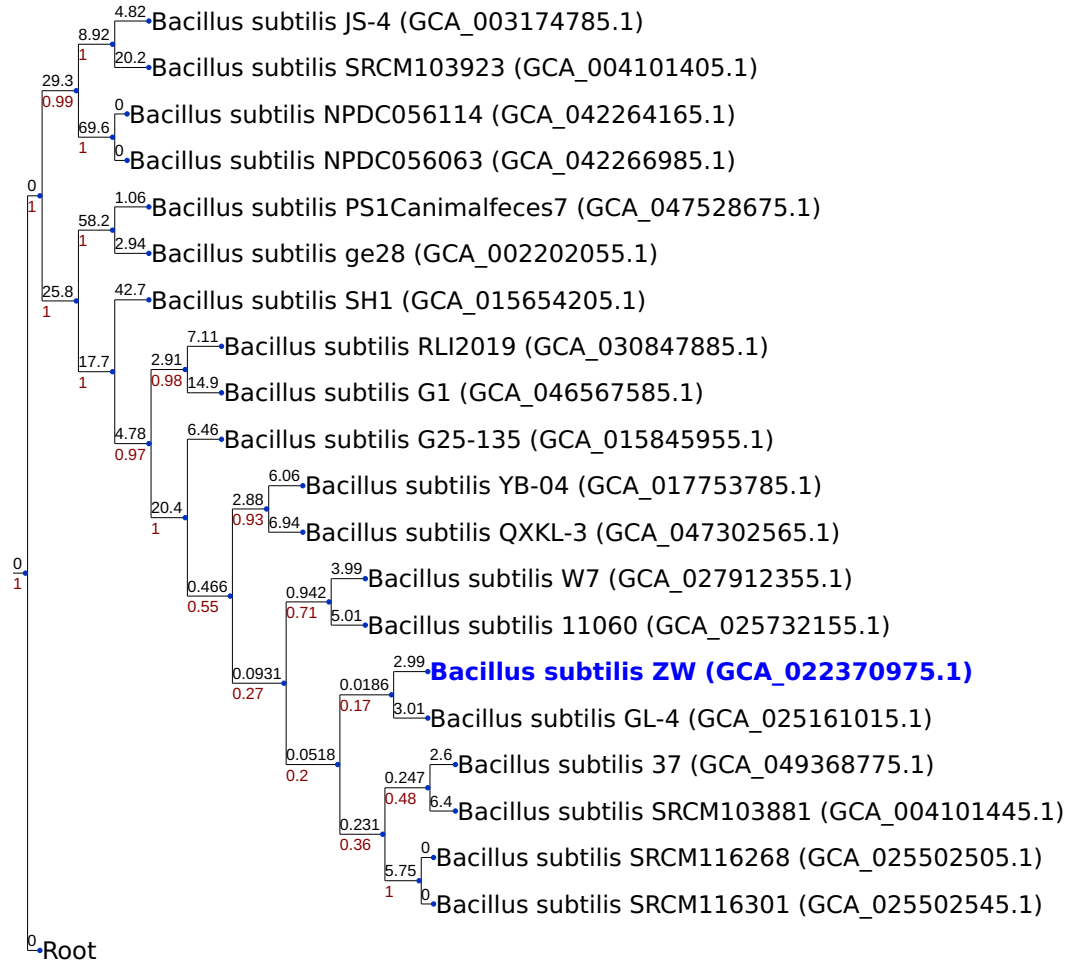 4.82
Bacillus subtilis JS-4 (GCA_003174785.1)
8.92
1
20.2
Bacillus subtilis SRCM103923 (GCA_004101405.1)
29.3
0.99
0
Bacillus subtilis NPDC056114 (GCA_042264165.1)
69.6
1
0
Bacillus subtilis NPDC056063 (GCA_042266985.1)
0
1
1.06
Bacillus subtilis PS1Canimalfeces7 (GCA_047528675.1)
58.2
1
2.94
Bacillus subtilis ge28 (GCA_002202055.1)
25.8
1
42.7
Bacillus subtilis SH1 (GCA_015654205.1)
17.7
1
7.11
Bacillus subtilis RLI2019 (GCA_030847885.1)
2.91
0.98
14.9
Bacillus subtilis G1 (GCA_046567585.1)
4.78
0.97
6.46
Bacillus subtilis G25-135 (GCA_015845955.1)
20.4
1
6.06
Bacillus subtilis YB-04 (GCA_017753785.1)
2.88
0.93
6.94
Bacillus subtilis QXKL-3 (GCA_047302565.1)
0
1
0.466
0.55
3.99
Bacillus subtilis W7 (GCA_027912355.1)
0.942
0.71
5.01
Bacillus subtilis 11060 (GCA_025732155.1)
0.0931
0.27
2.99
Bacillus subtilis ZW (GCA_022370975.1)
0.0186
0.17
3.01
Bacillus subtilis GL-4 (GCA_025161015.1)
0.0518
0.2
2.6
Bacillus subtilis 37 (GCA_049368775.1)
0.247
0.48
6.4
Bacillus subtilis SRCM103881 (GCA_004101445.1)
0.231
0.36
0
Bacillus subtilis SRCM116268 (GCA_025502505.1)
5.75
1
0
Bacillus subtilis SRCM116301 (GCA_025502545.1)
0
Root